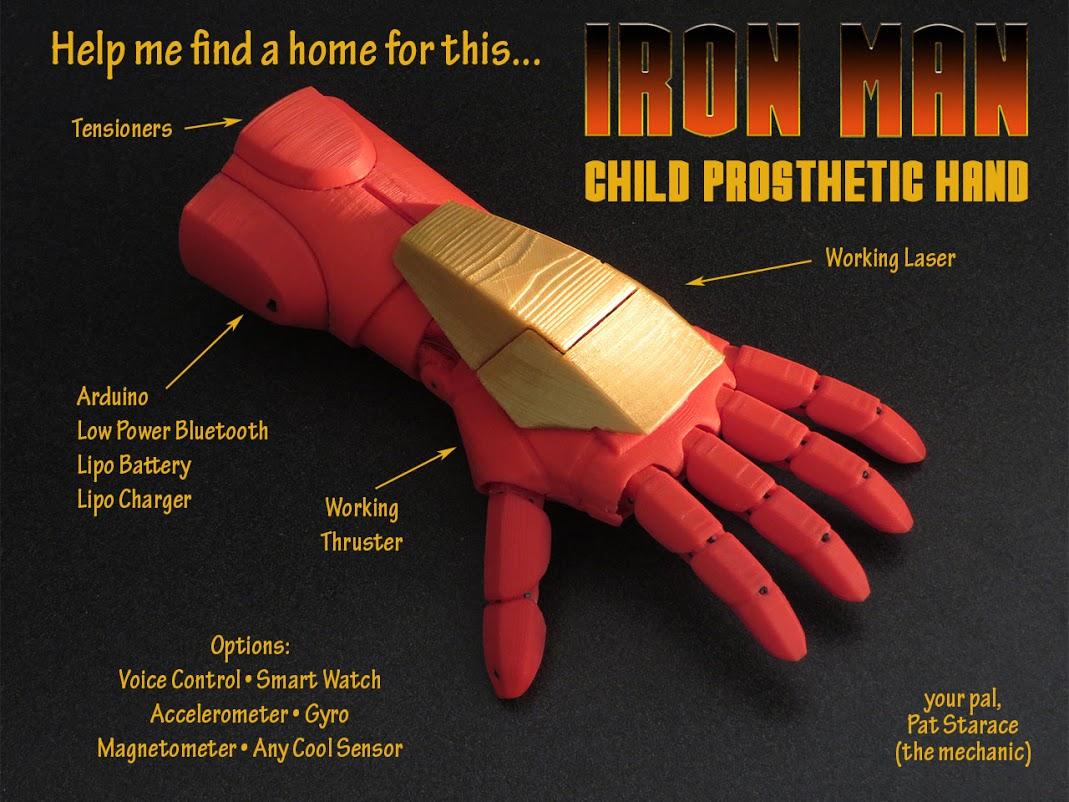 Help me find a home for this...
IRON MAN
CHILD PROSTHETIC HAND
Tensioners
Working Laser
Arduino
Low Power Bluetooth
Lipo Battery
Lipo Charger
Working
Thruster
Options:
Voice Control • Smart Watch
Accelerometer • Gyro
Magnetometer • Any Cool Sensor
your pal,
Pat Starace
(the mechanic)